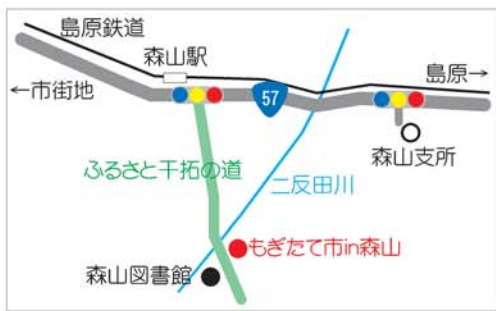 島原鉄道
森山駅
島原→
←市街地
57
森山支所
ふるさと干拓の道
二反田川
もぎたて市in森山
森山図書館